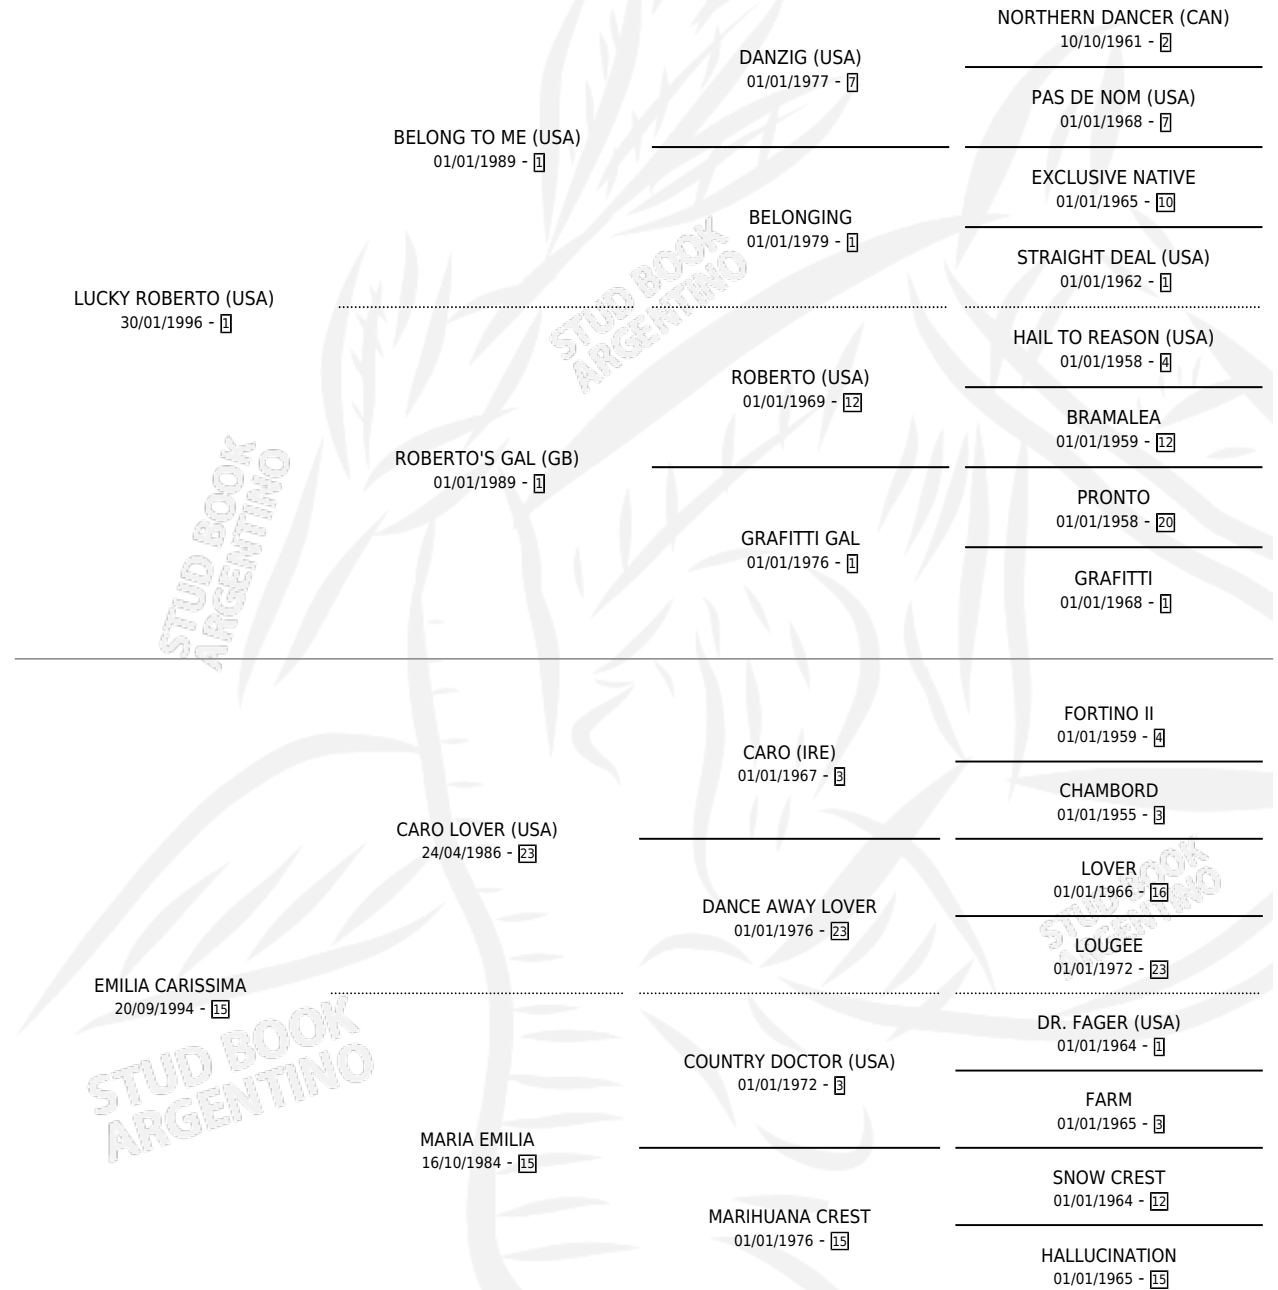 NORTHERN DANCER (CAN)
10/10/1961 - 2
DANZIG (USA)
01/01/1977 - 7
PAS DE NOM (USA)
01/01/1968 - 7
BELONG TO ME (USA)
01/01/1989 - 1
EXCLUSIVE NATIVE
01/01/1965 - 10
BELONGING
01/01/1979 - 1
STRAIGHT DEAL (USA)
01/01/1962 - 1
LUCKY ROBERTO (USA)
30/01/1996 - 1
HAIL TO REASON (USA)
01/01/1958 - 4
ROBERTO (USA)
01/01/1969 - 12
BRAMALEA
01/01/1959 - 12
ROBERTO'S GAL (GB)
01/01/1989 - 1
PRONTO
01/01/1958 - 20
GRAFITTI GAL
01/01/1976 - 1
GRAFITTI
01/01/1968 - 1
STUD BOOK
ARGENTINO
STUD BOOK
ARGENTINO
FORTINO II
01/01/1959 - 4
CARO (IRE)
01/01/1967 - 3
CHAMBORD
01/01/1955 - 3
CARO LOVER (USA)
24/04/1986 - 23
LOVER
01/01/1966 - 16
DANCE AWAY LOVER
01/01/1976 - 23
LOUGEE
01/01/1972 - 23
EMILIA CARISSIMA
20/09/1994 - 15
DR. FAGER (USA)
01/01/1964 - 1
COUNTRY DOCTOR (USA)
01/01/1972 - 3
FARM
01/01/1965 - 3
MARIA EMILIA
16/10/1984 - 15
SNOW CREST
01/01/1964 - 12
MARIHUANA CREST
01/01/1976 - 15
HALLUCINATION
01/01/1965 - 15
STUD BOOK
ARGENTINO
STUD BOOK
ARGENTINO